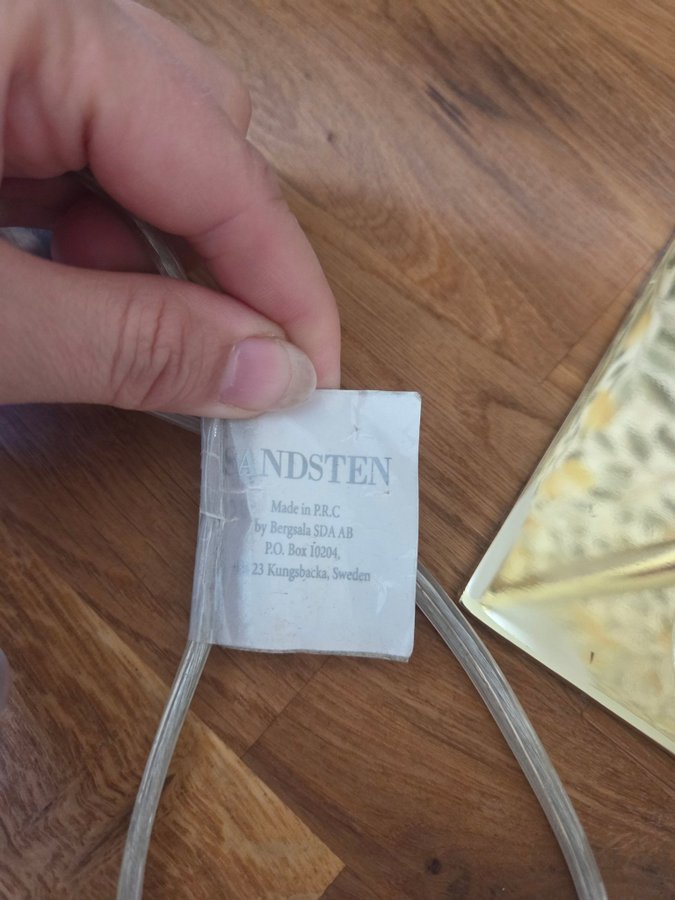 SANDSTEN
Made in P.R.C
by Bergsala SDA AB
P.O. Box 10204,
23 Kungsbacka, Sweden